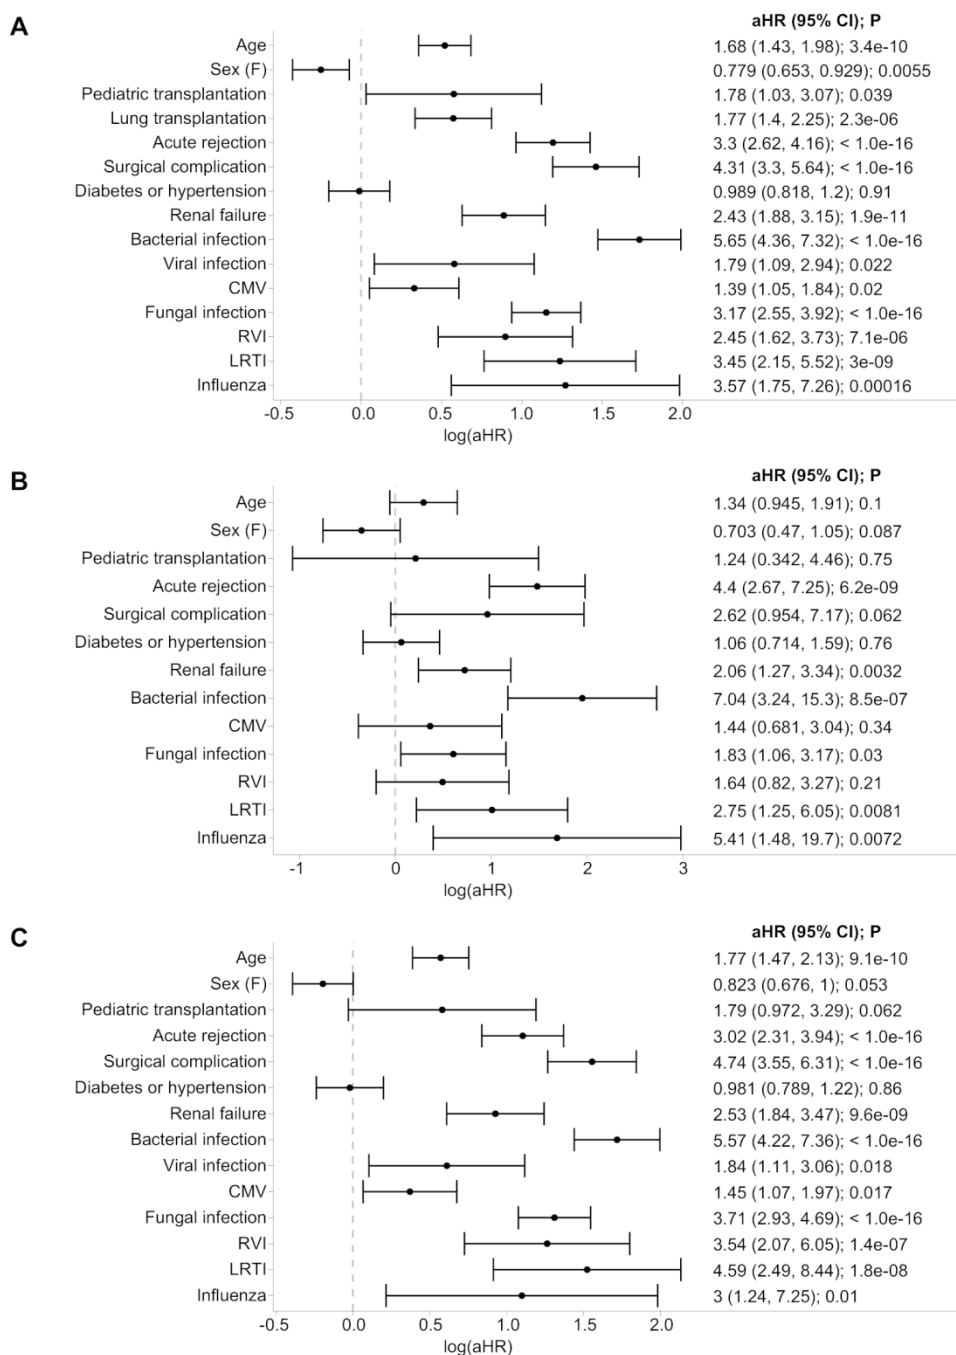 A
aHR (95% CI); P
Age 1.68 (1.43, 1.98); 3.4e-10
Sex (F) 0.779 (0.653, 0.929); 0.0055
Pediatric transplantation 1.78 (1.03, 3.07); 0.039
Lung transplantation 1.77 (1.4, 2.25); 2.3e-06
Acute rejection 3.3 (2.62, 4.16); < 1.0e-16
Surgical complication 4.31 (3.3, 5.64); < 1.0e-16
Diabetes or hypertension 0.989 (0.818, 1.2); 0.91
Renal failure 2.43 (1.88, 3.15); 1.9e-11
Bacterial infection 5.65 (4.36, 7.32); < 1.0e-16
Viral infection 1.79 (1.09, 2.94); 0.022
CMV 1.39 (1.05, 1.84); 0.02
Fungal infection 3.17 (2.55, 3.92); < 1.0e-16
RVI 2.45 (1.62, 3.73); 7.1e-06
LRTI 3.45 (2.15, 5.52); 3e-09
Influenza 3.57 (1.75, 7.26); 0.00016
-0.5 0.0 0.5 1.0 1.5 2.0
log(aHR)
B
aHR (95% CI); P
Age 1.34 (0.945, 1.91); 0.1
Sex (F) 0.703 (0.47, 1.05); 0.087
Pediatric transplantation 1.24 (0.342, 4.46); 0.75
Acute rejection 4.4 (2.67, 7.25); 6.2e-09
Surgical complication 2.62 (0.954, 7.17); 0.062
Diabetes or hypertension 1.06 (0.714, 1.59); 0.76
Renal failure 2.06 (1.27, 3.34); 0.0032
Bacterial infection 7.04 (3.24, 15.3); 8.5e-07
CMV 1.44 (0.681, 3.04); 0.34
Fungal infection 1.83 (1.06, 3.17); 0.03
RVI 1.64 (0.82, 3.27); 0.21
LRTI 2.75 (1.25, 6.05); 0.0081
Influenza 5.41 (1.48, 19.7); 0.0072
-1 0 1 2 3
log(aHR)
C
aHR (95% CI); P
Age 1.77 (1.47, 2.13); 9.1e-10
Sex (F) 0.823 (0.676, 1); 0.053
Pediatric transplantation 1.79 (0.972, 3.29); 0.062
Acute rejection 3.02 (2.31, 3.94); < 1.0e-16
Surgical complication 4.74 (3.55, 6.31); < 1.0e-16
Diabetes or hypertension 0.981 (0.789, 1.22); 0.86
Renal failure 2.53 (1.84, 3.47); 9.6e-09
Bacterial infection 5.57 (4.22, 7.36); < 1.0e-16
Viral infection 1.84 (1.11, 3.06); 0.018
CMV 1.45 (1.07, 1.97); 0.017
Fungal infection 3.71 (2.93, 4.69); < 1.0e-16
RVI 3.54 (2.07, 6.05); 1.4e-07
LRTI 4.59 (2.49, 8.44); 1.8e-08
Influenza 3 (1.24, 7.25); 0.01
-0.5 0.0 0.5 1.0 1.5 2.0
log(aHR)